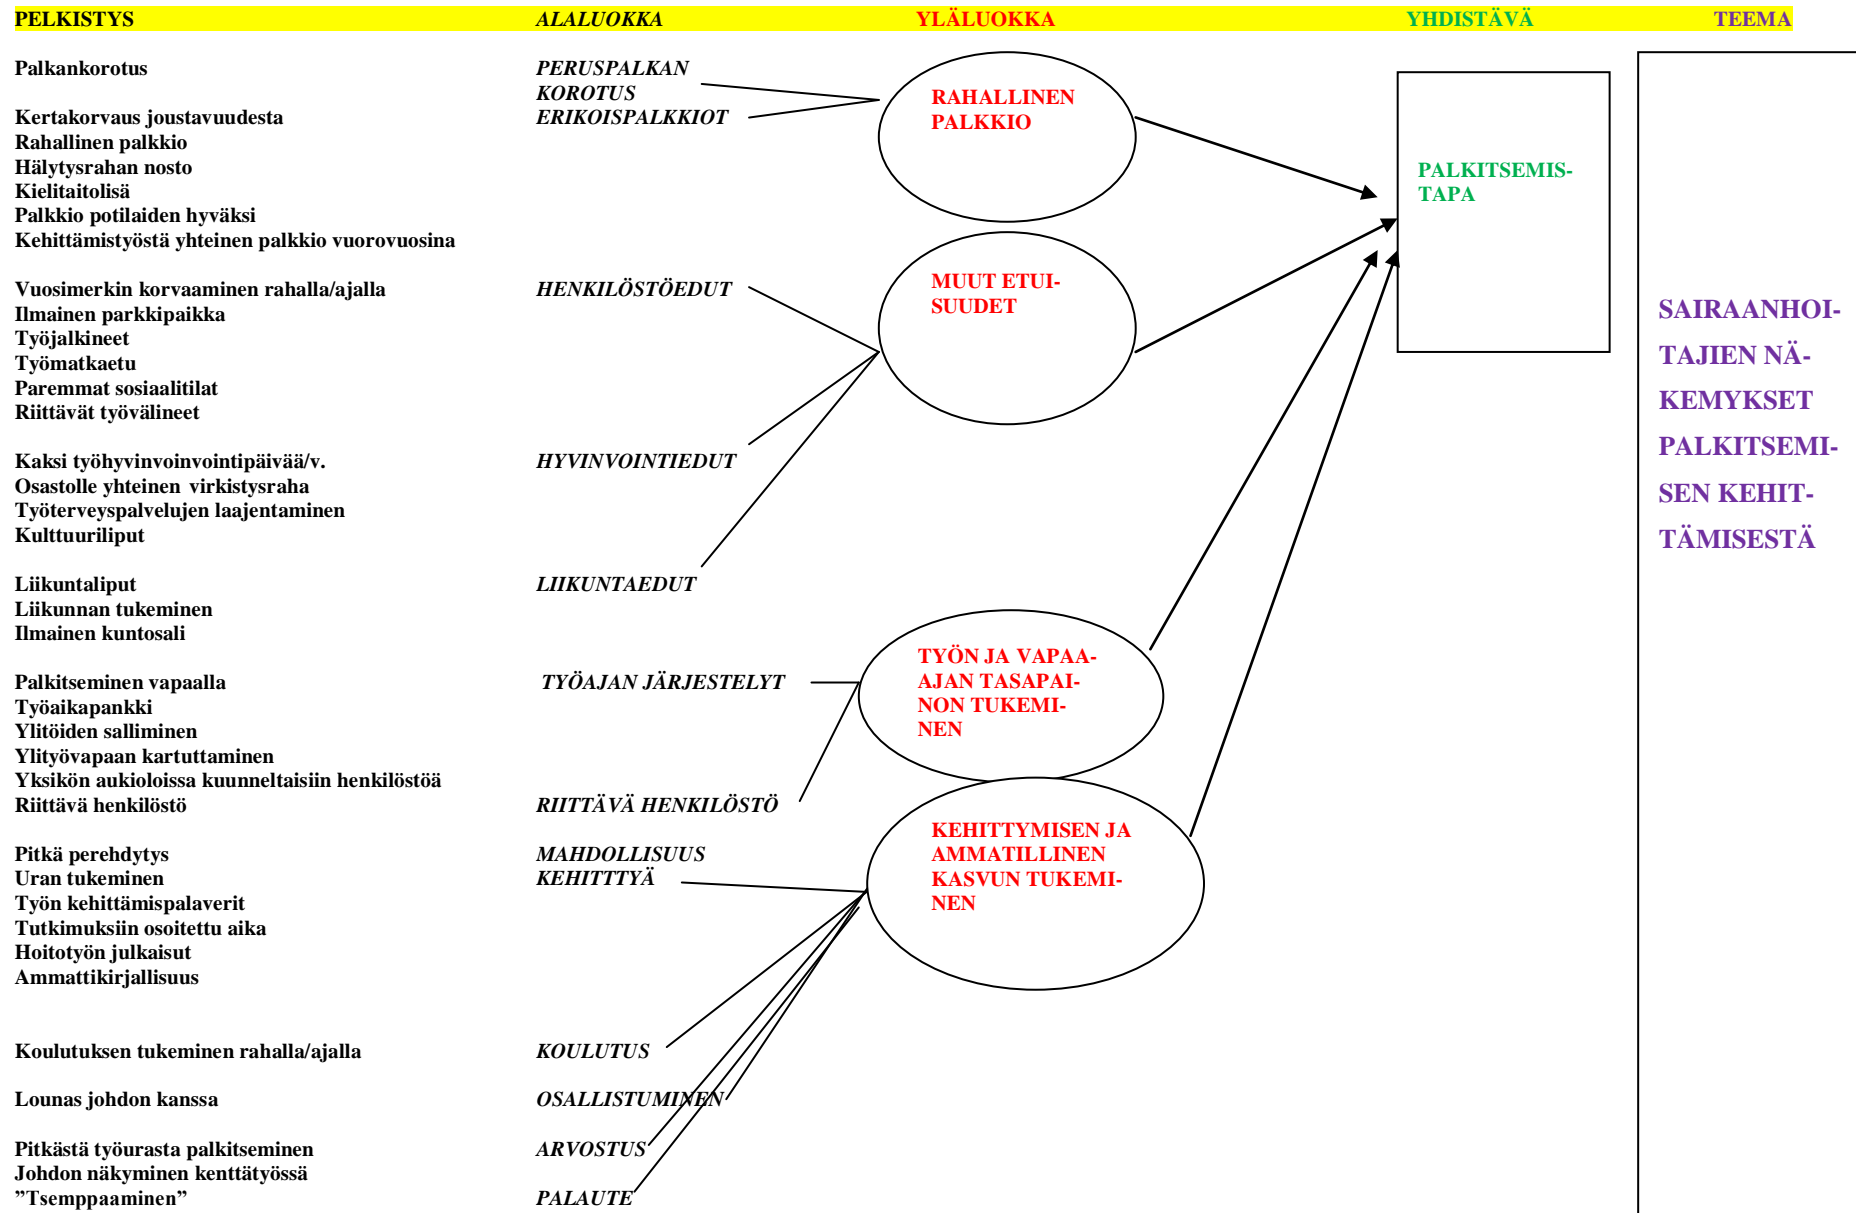 PELKISTYS ALALUOKKA YLÄLUOKKA YHDISTÄVÄ TEEMA
Palkankorotus
Kertakorvaus joustavuudesta
Rahallinen palkkio
Hälytysrahan nosto
Kielitaitolisä
Palkkio potilaiden hyväksi
Kehittämistyöstä yhteinen palkkio vuorovuosina
Vuosimerkin korvaaminen rahalla/ajalla
Ilmainen parkkipaikka
Työjalkineet
Työmatkaetu
Paremmat sosiaalitilat
Riittävät työvälineet
Kaksi työhyvinvoinvointipäivää/v.
Osastolle yhteinen virkistysraha
Työterveyspalvelujen laajentaminen
Kulttuuriliput
Liikuntaliput
Liikunnan tukeminen
Ilmainen kuntosali
Palkitseminen vapaalla
Työaikapankki
Ylitöiden salliminen
Ylityövapaan kartuttaminen
Yksikön aukioloissa kuunneltaisiin henkilöstöä
Riittävä henkilöstö
Pitkä perehdytys
Uran tukeminen
Työn kehittämispalaverit
Tutkimuksiin osoitettu aika
Hoitotyön julkaisut
Ammattikirjallisuus
Koulutuksen tukeminen rahalla/ajalla
Lounas johdon kanssa
Pitkästä työurasta palkitseminen
Johdon näkyminen kenttätyössä
”Tsemppaaminen”
PERUSPALKAN
KOROTUS
ERIKOISPALKKIOT
HENKILÖSTÖEDUT
HYVINVOINTIEDUT
LIIKUNTAEDUT
TYÖAJAN JÄRJESTELYT
RIITTÄVÄ HENKILÖSTÖ
MAHDOLLISUUS
KEHITTTYÄ
KOULUTUS
OSALLISTUMINEN
ARVOSTUS
PALAUTE
RAHALLINEN
PALKKIO
MUUT ETUI-
SUUDET
TYÖN JA VAPAA-
AJAN TASAPAI-
NON TUKEMI-
NEN
KEHITTYMISEN JA
AMMATILLINEN
KASVUN TUKEMI-
NEN
PALKITSEMIS-
TAPA
SAIRAANHOI-
TAJIEN NÄ-
KEMYKSET
PALKITSEMI-
SEN KEHIT-
TÄMISESTÄ